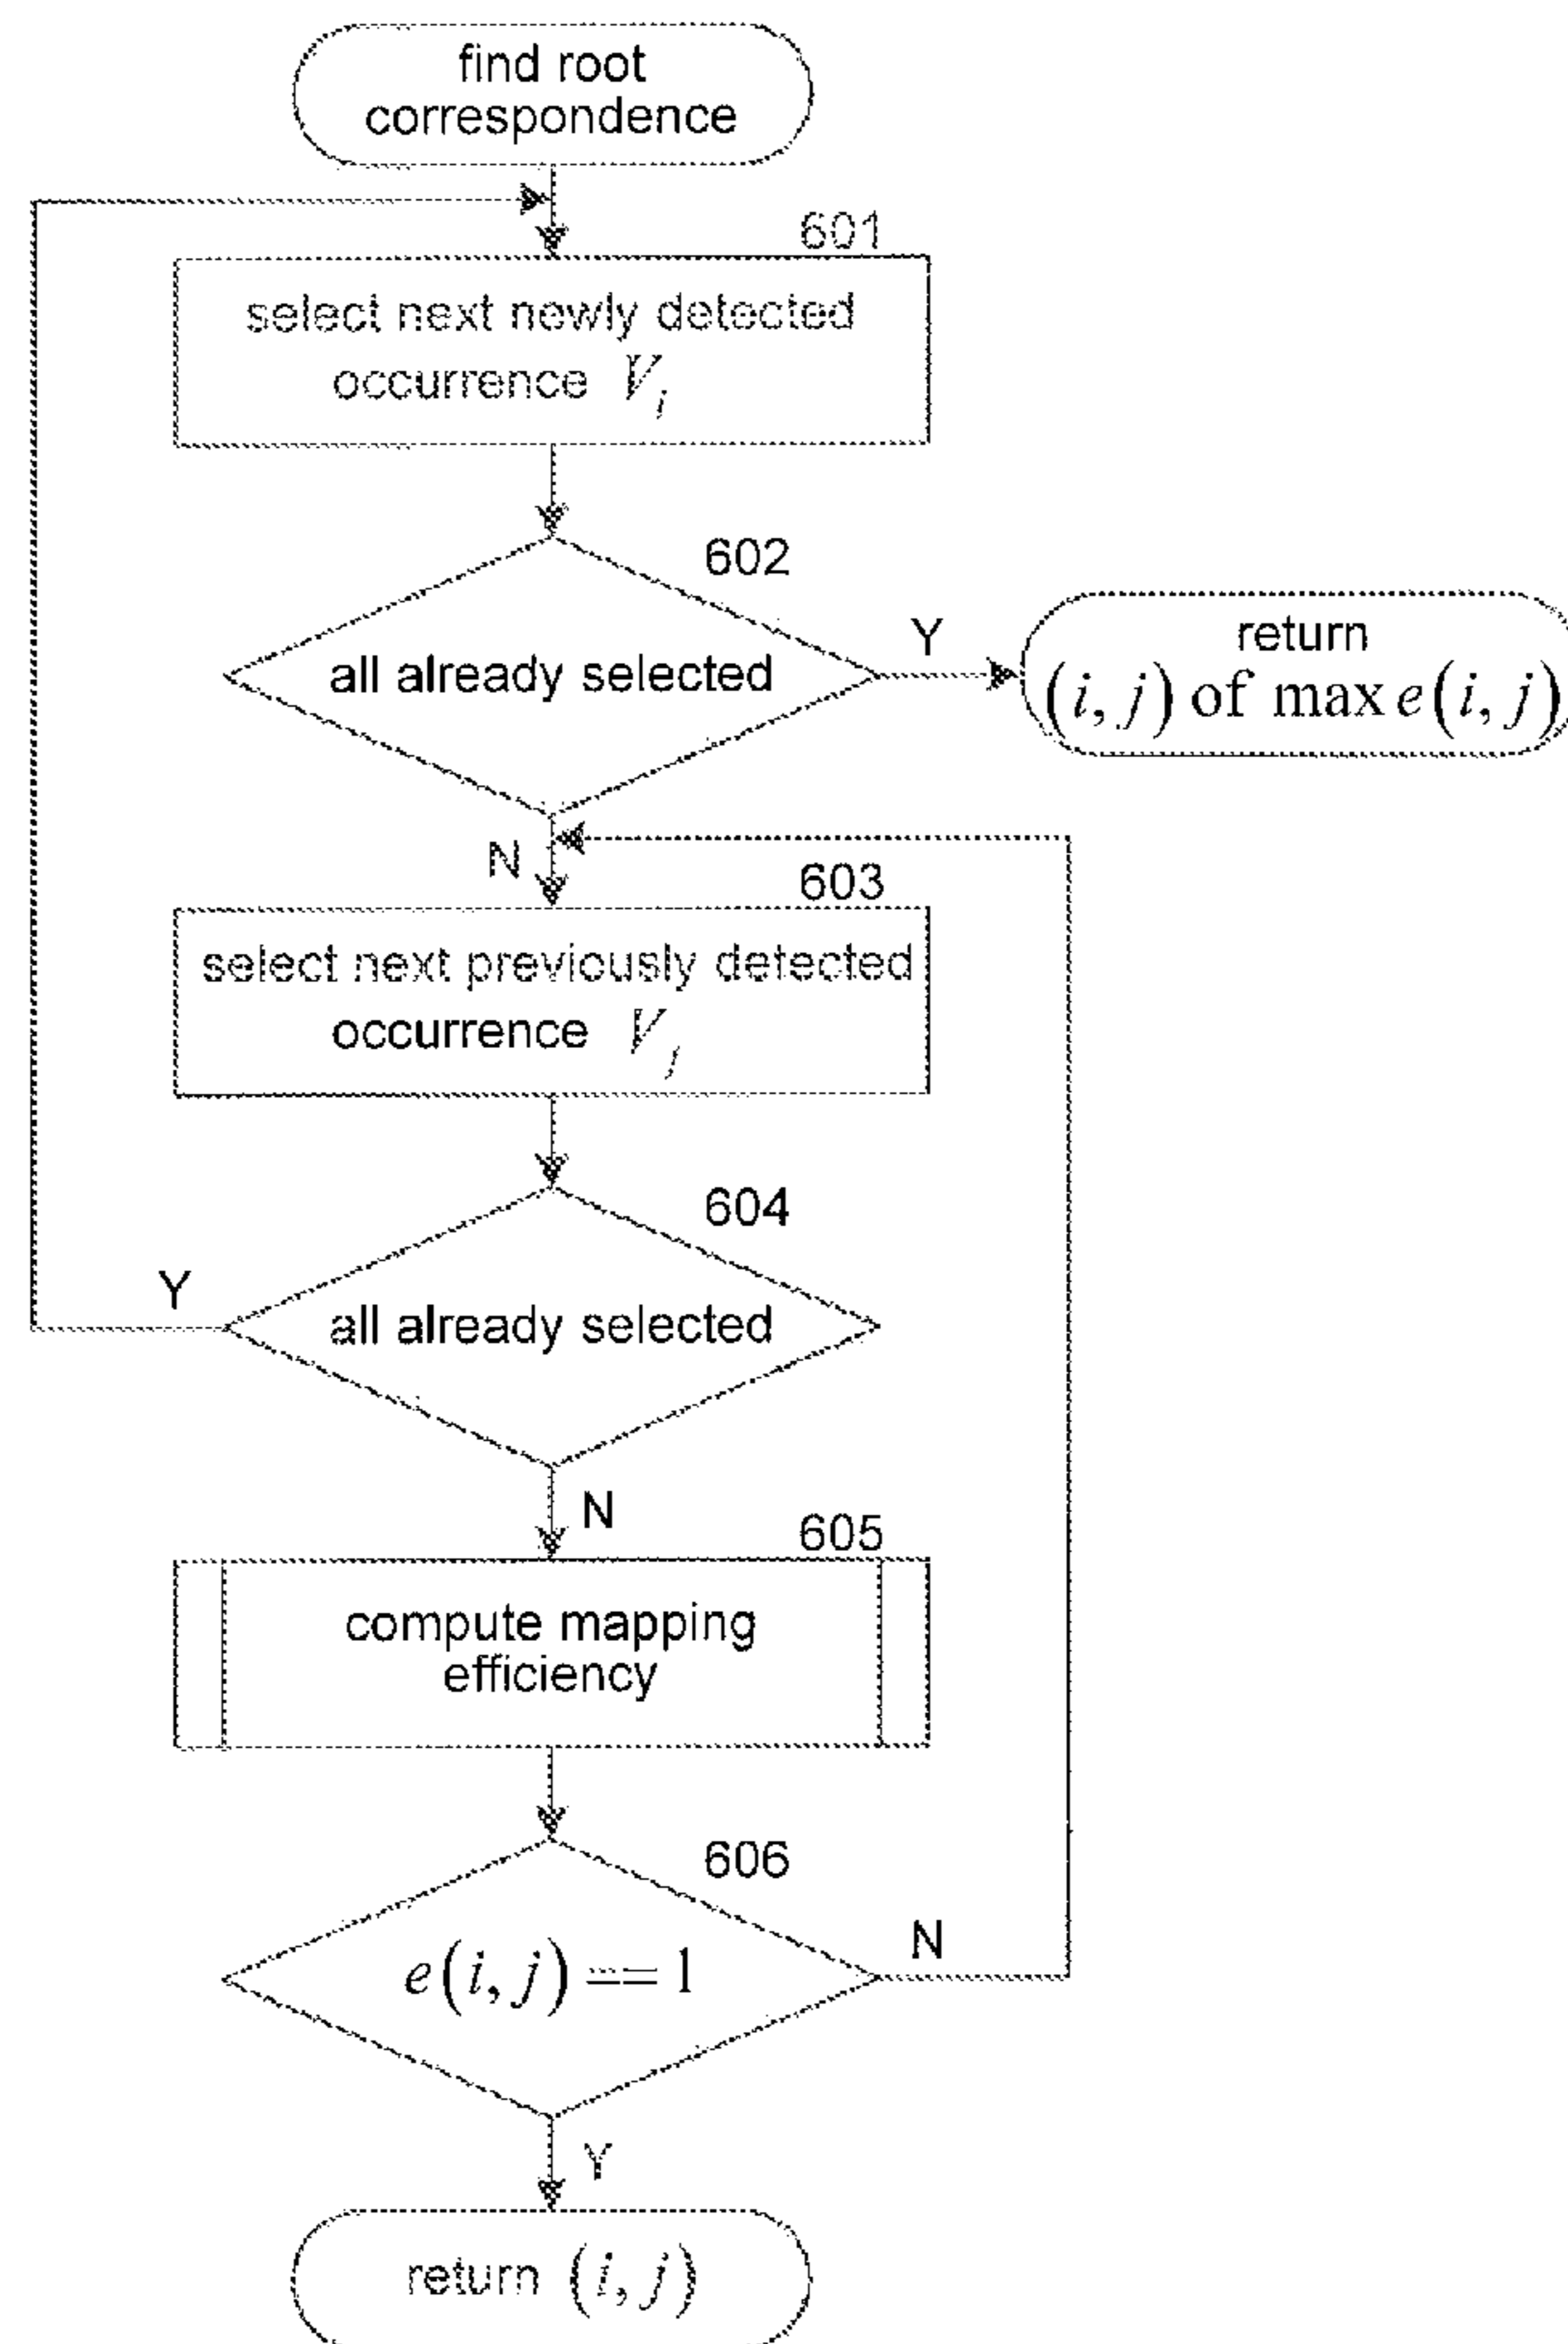 find root
correspondence
601
select next newly detected
occurrence V_i
602
all already selected
Y
return
(i, j) of max e(i, j)
N
603
select next previously detected
occurrence V_j
604
all already selected
Y
N
605
compute mapping
efficiency
606
e(i, j) == 1
N
Y
return (i, j)